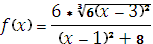 f(x) = 6 * ∛6(x − 3)² / (x − 1)² + 8